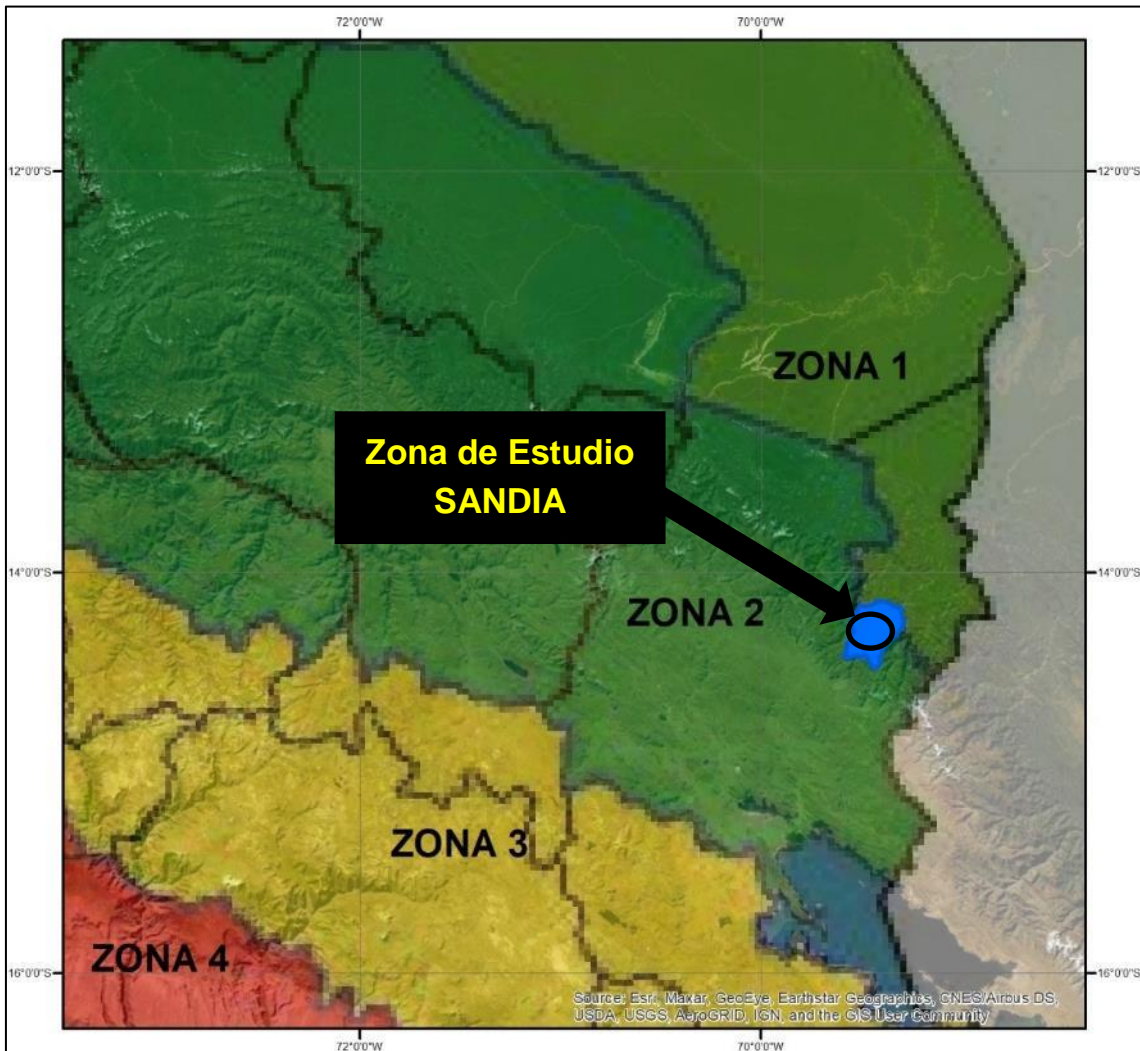 72°0'0"W
70°0'0"W
12°0'0"S
12°0'0"S
ZONA 1
Zona de Estudio
SANDIA
14°0'0"S
14°0'0"S
ZONA 2
ZONA 3
ZONA 4
16°0'0"S
16°0'0"S
Source: Esri, Maxar, GeoEye, Earthstar Geographics, CNES/Airbus DS,
USDA, USGS, AeroGRID, IGN, and the GIS User Community
72°0'0"W
70°0'0"W